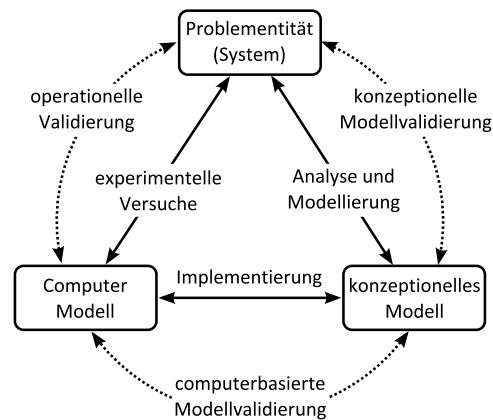 Problementität
(System)
operationelle
Validierung
konzeptionelle
Modellvalidierung
experimentelle
Versuche
Analyse und
Modellierung
Computer
Modell
Implementierung
konzeptionelles
Modell
computerbasierte
Modellvalidierung